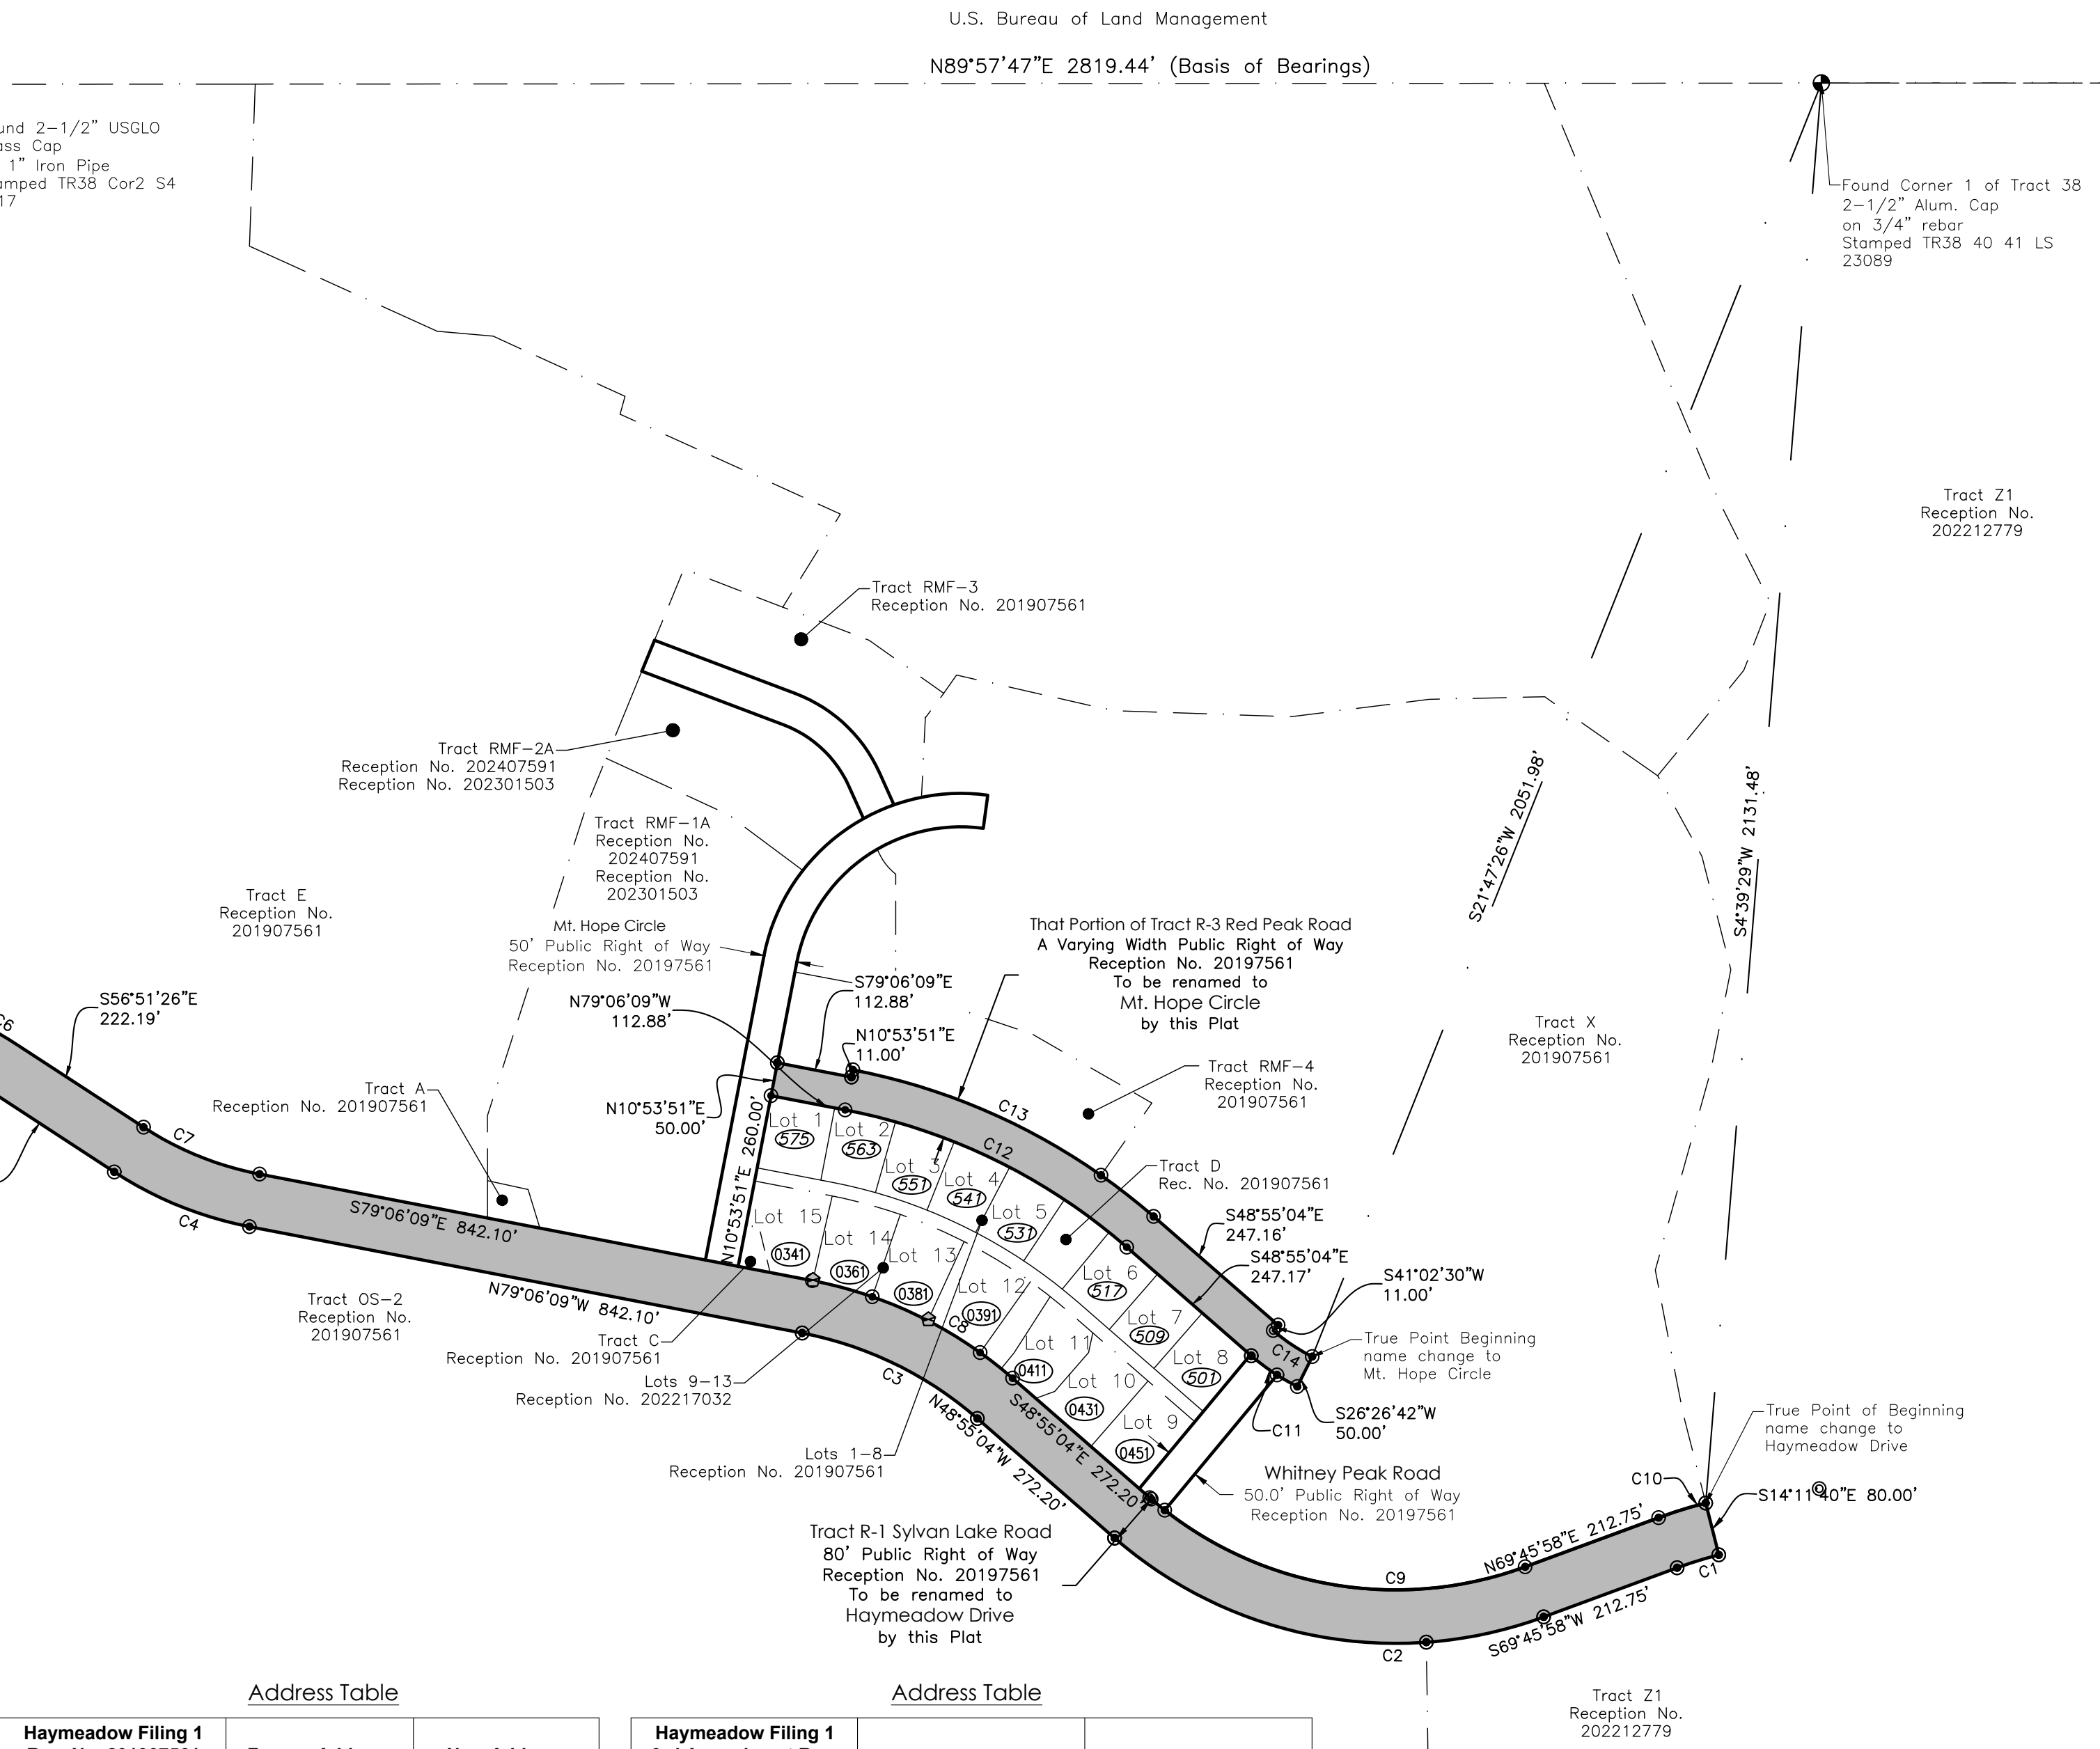 U.S. Bureau of Land Management
N89°57'47"E 2819.44' (Basis of Bearings)
und 2-1/2" USGLO
ass Cap
1" Iron Pipe
amped TR38 Cor2 S4
17
Found Corner 1 of Tract 38
2-1/2" Alum. Cap
on 3/4" rebar
Stamped TR38 40 41 LS
23089
Tract Z1
Reception No.
202212779
Tract RMF-3
Reception No. 201907561
Tract RMF-2A
Reception No. 202407591
Reception No. 202301503
Tract RMF-1A
Reception No.
202407591
Reception No.
202301503
S21°47'26"W 2051.98'
S4°39'29"W 2131.48'
Tract E
Reception No.
201907561
Mt. Hope Circle
50' Public Right of Way
Reception No. 20197561
That Portion of Tract R-3 Red Peak Road
A Varying Width Public Right of Way
Reception No. 20197561
To be renamed to
Mt. Hope Circle
by this Plat
S79°06'09"E
112.88'
N79°06'09"W
112.88'
N10°53'51"E
11.00'
S56°51'26"E
222.19'
C6
Tract X
Reception No.
201907561
Tract RMF-4
Reception No.
201907561
Tract A
Reception No. 201907561
N10°53'51"E
50.00'
N10°53'51"E 260.00'
C13
C12
C7
C4
Lot 1
575
Lot 2
563
Lot 3
551
Lot 4
541
Lot 5
531
Lot 6
517
Lot 7
509
Lot 8
501
Tract D
Rec. No. 201907561
S48°55'04"E
247.16'
S48°55'04"E
247.17'
S41°02'30"W
11.00'
S79°06'09"E 842.10'
N79°06'09"W 842.10'
Lot 15
0341
Lot 14
0361
Lot 13
0381
Lot 12
0391
Lot 11
0411
Lot 10
0431
Lot 9
0451
C8
C3
C14
C11
True Point Beginning
name change to
Mt. Hope Circle
Tract OS-2
Reception No.
201907561
Tract C
Reception No. 201907561
Lots 9-13
Reception No. 202217032
Lots 1-8
Reception No. 201907561
N48°55'04"W 272.20'
S48°55'04"E 272.20'
S26°26'42"W
50.00'
True Point of Beginning
name change to
Haymeadow Drive
Whitney Peak Road
50.0' Public Right of Way
Reception No. 20197561
C10
S14°11'40"E 80.00'
N69°45'58"E 212.75'
S69°45'58"W 212.75'
C9
C1
C2
Tract R-1 Sylvan Lake Road
80' Public Right of Way
Reception No. 20197561
To be renamed to
Haymeadow Drive
by this Plat
Tract Z1
Reception No.
202212779
Address Table
Haymeadow Filing 1
Address Table
Haymeadow Filing 1